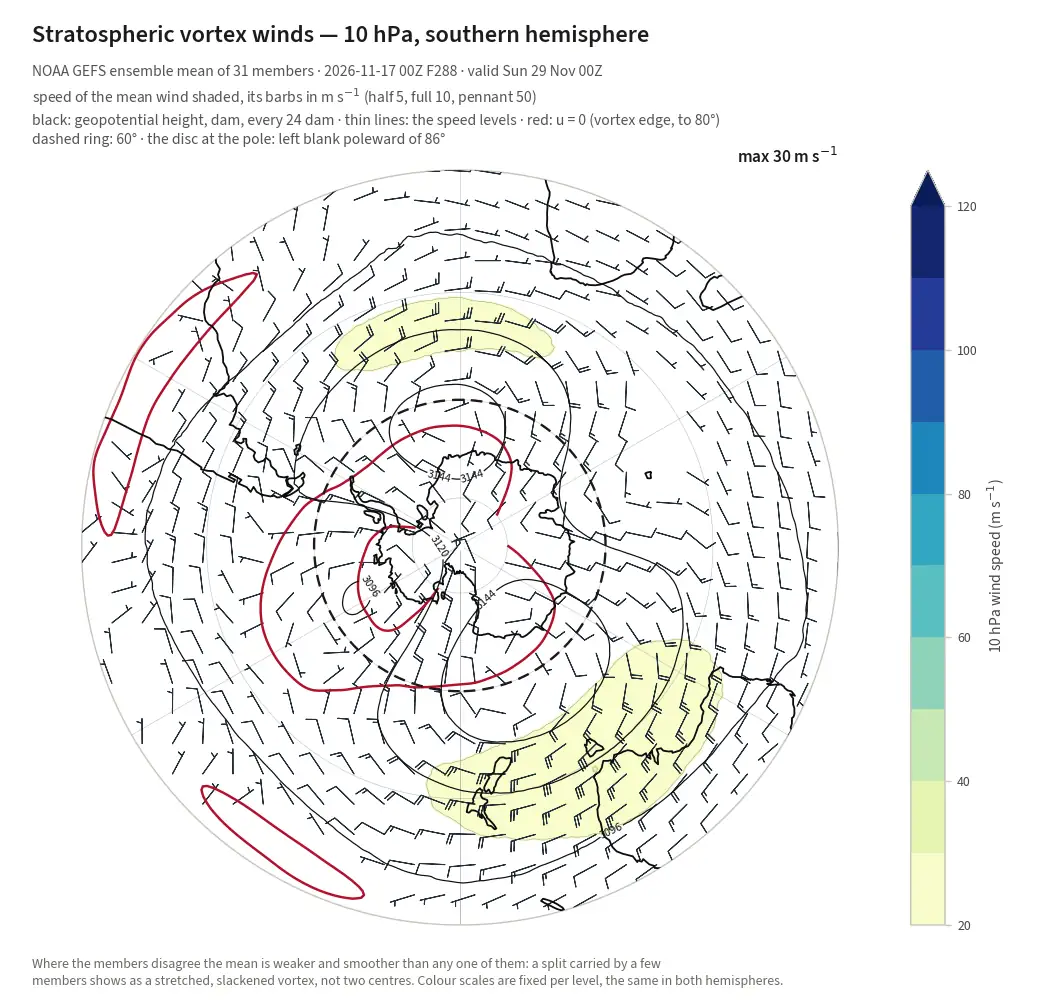 Stratospheric vortex winds — 10 hPa, southern hemisphere
NOAA GEFS ensemble mean of 31 members · 2026-11-17 00Z F288 · valid Sun 29 Nov 00Z
speed of the mean wind shaded, its barbs in m s⁻¹ (half 5, full 10, pennant 50)
black: geopotential height, dam, every 24 dam · thin lines: the speed levels · red: u = 0 (vortex edge, to 80°)
dashed ring: 60° · the disc at the pole: left blank poleward of 86°
max 30 m s⁻¹
3144
3144
3120
3096
3144
3096
120
100
80
60
40
20
10 hPa wind speed (m s⁻¹)
Where the members disagree the mean is weaker and smoother than any one of them: a split carried by a few
members shows as a stretched, slackened vortex, not two centres. Colour scales are fixed per level, the same in both hemispheres.